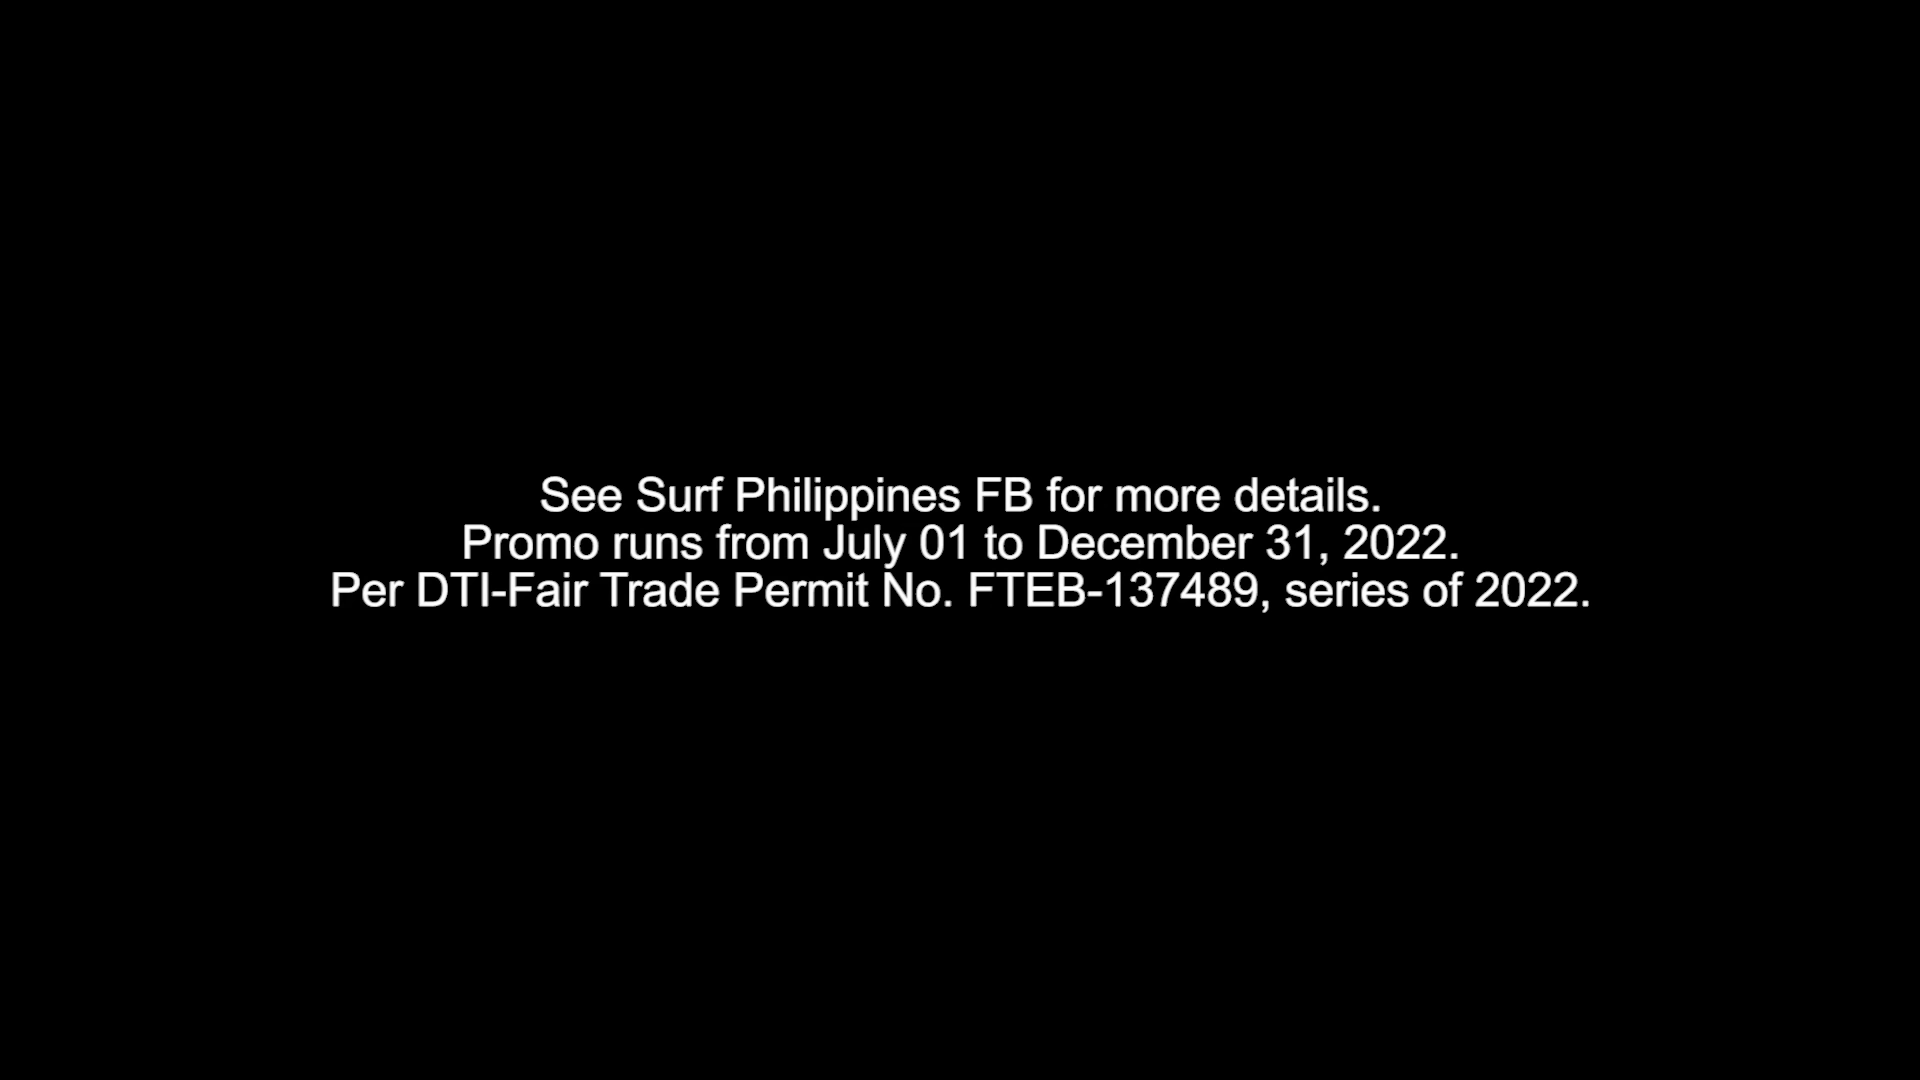 See Surf Philippines FB for more details.
Promo runs from July 01 to December 31, 2022.
Per DTI-Fair Trade Permit No. FTEB-137489, series of 2022.